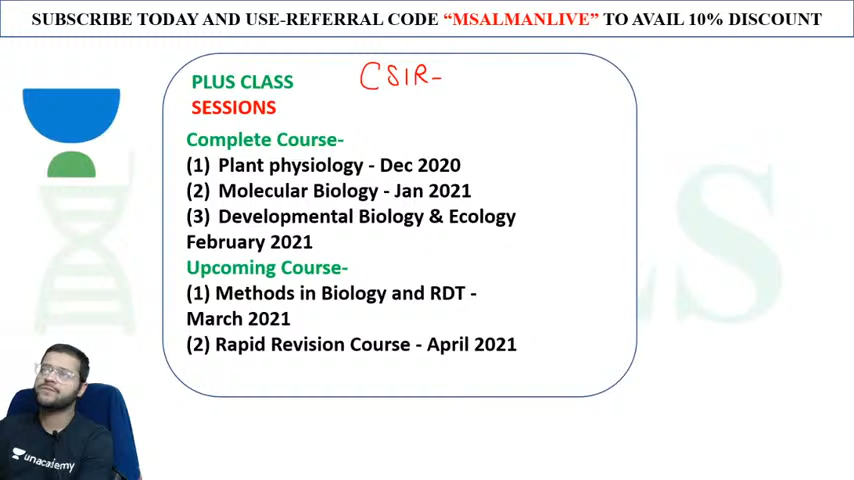 SUBSCRIBE TODAY AND USE-REFERRAL CODE “MSALMANLIVE” TO AVAIL 10% DISCOUNT
PLUS CLASS CSIR-
SESSIONS
Complete Course-
(1) Plant physiology - Dec 2020
(2) Molecular Biology - Jan 2021
(3) Developmental Biology & Ecology
February 2021
Upcoming Course-
(1) Methods in Biology and RDT -
March 2021
(2) Rapid Revision Course - April 2021
unacademy